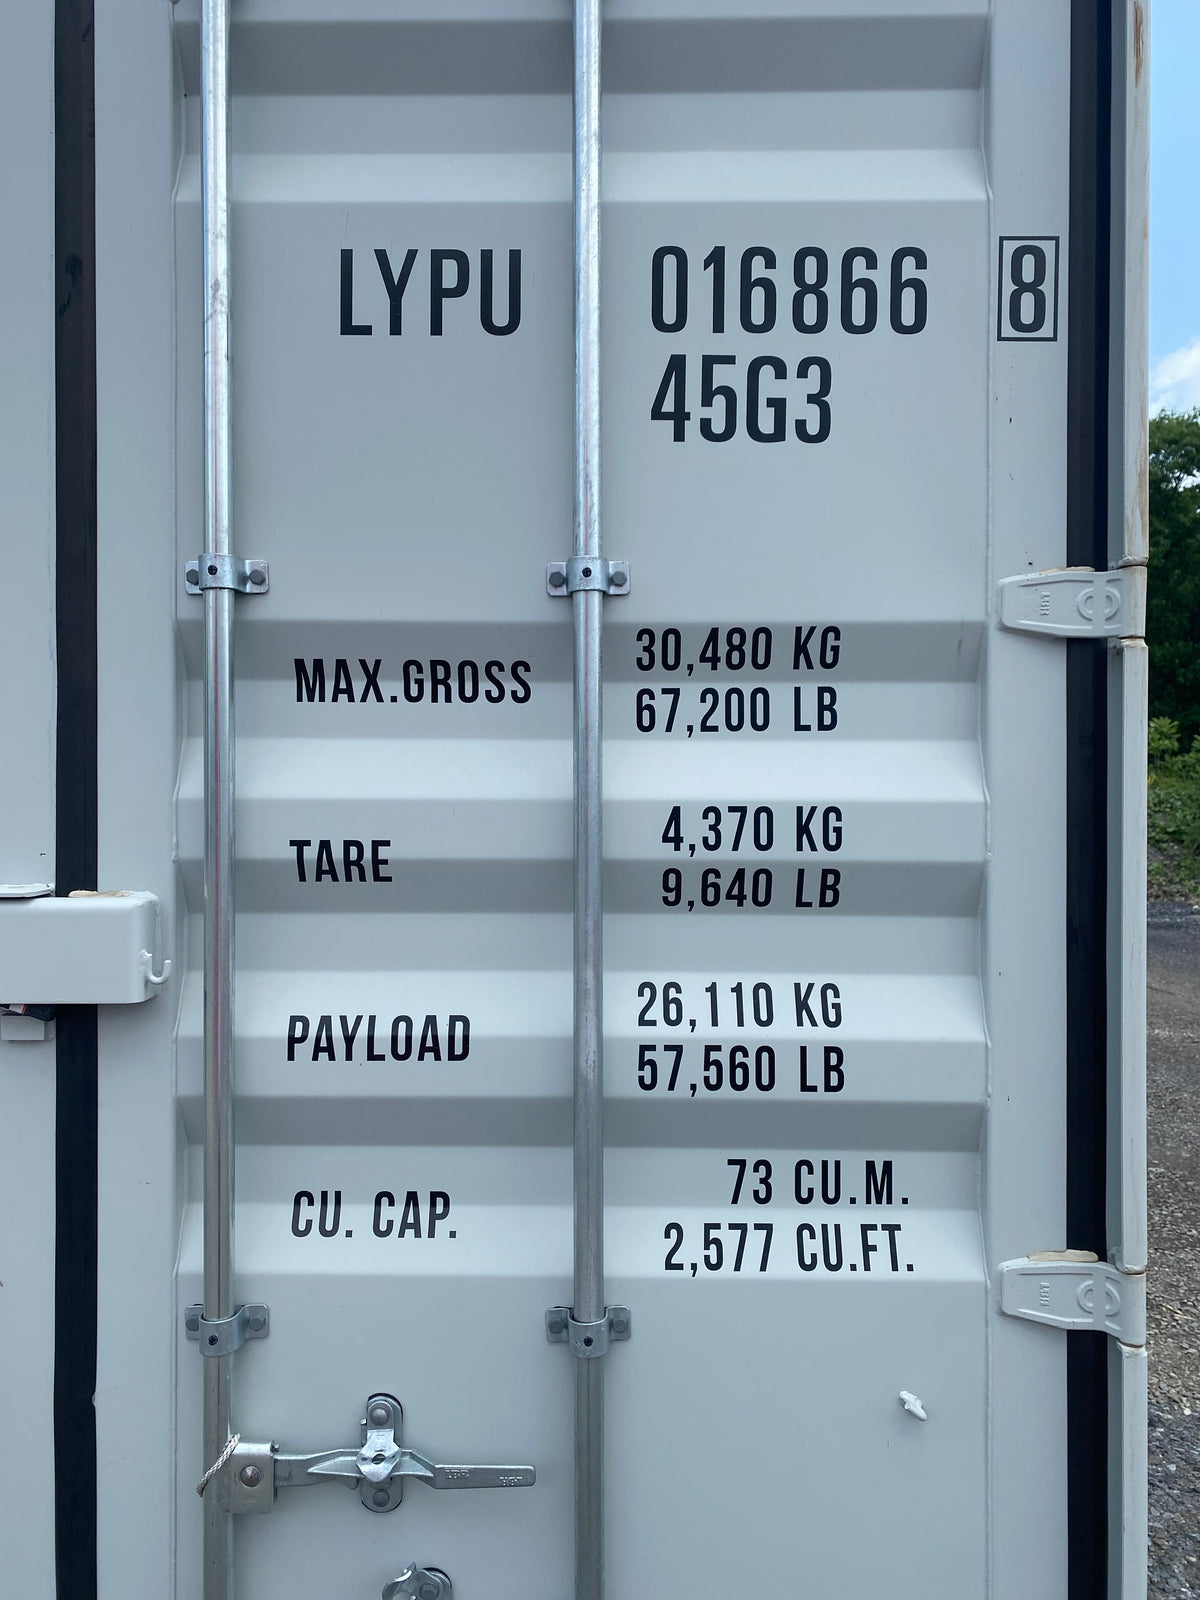 LYPU 016866 8
45G3
MAX.GROSS 30,480 KG
67,200 LB
TARE 4,370 KG
9,640 LB
PAYLOAD 26,110 KG
57,560 LB
CU. CAP. 73 CU.M.
2,577 CU.FT.